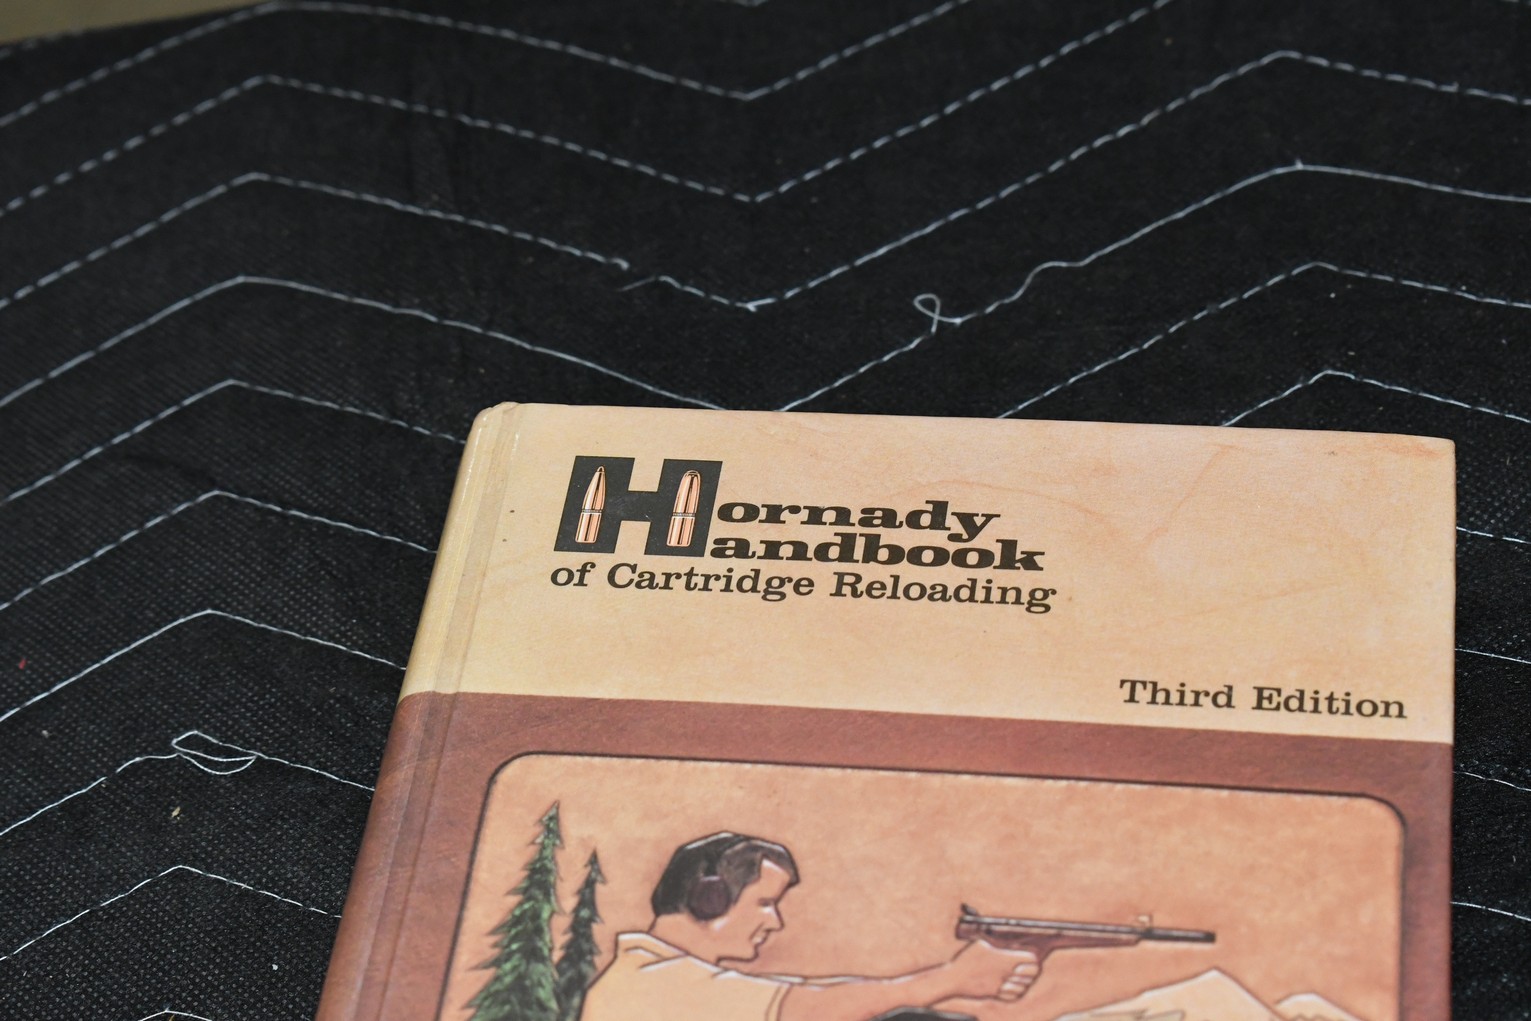 Hornady
Handbook
of Cartridge Reloading
Third Edition